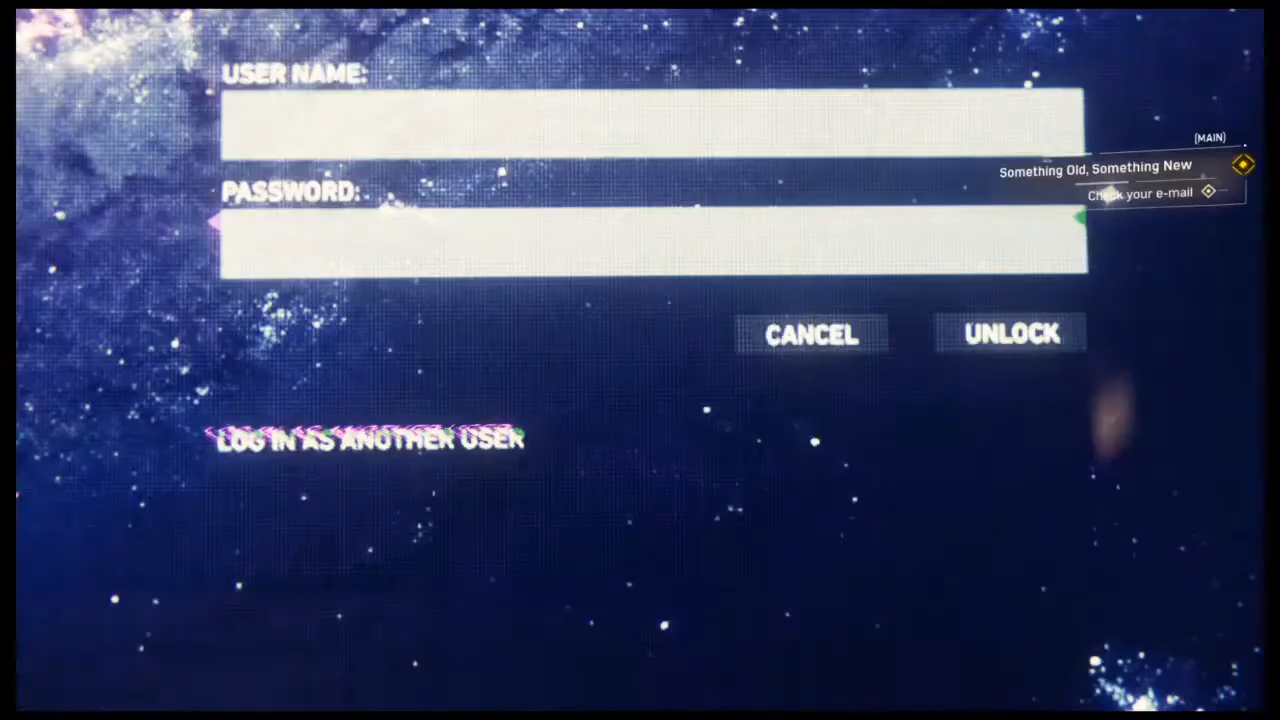 USER NAME:
(MAIN)
Something Old, Something New
PASSWORD:
Check your e-mail
CANCEL
UNLOCK
LOG IN AS ANOTHER USER